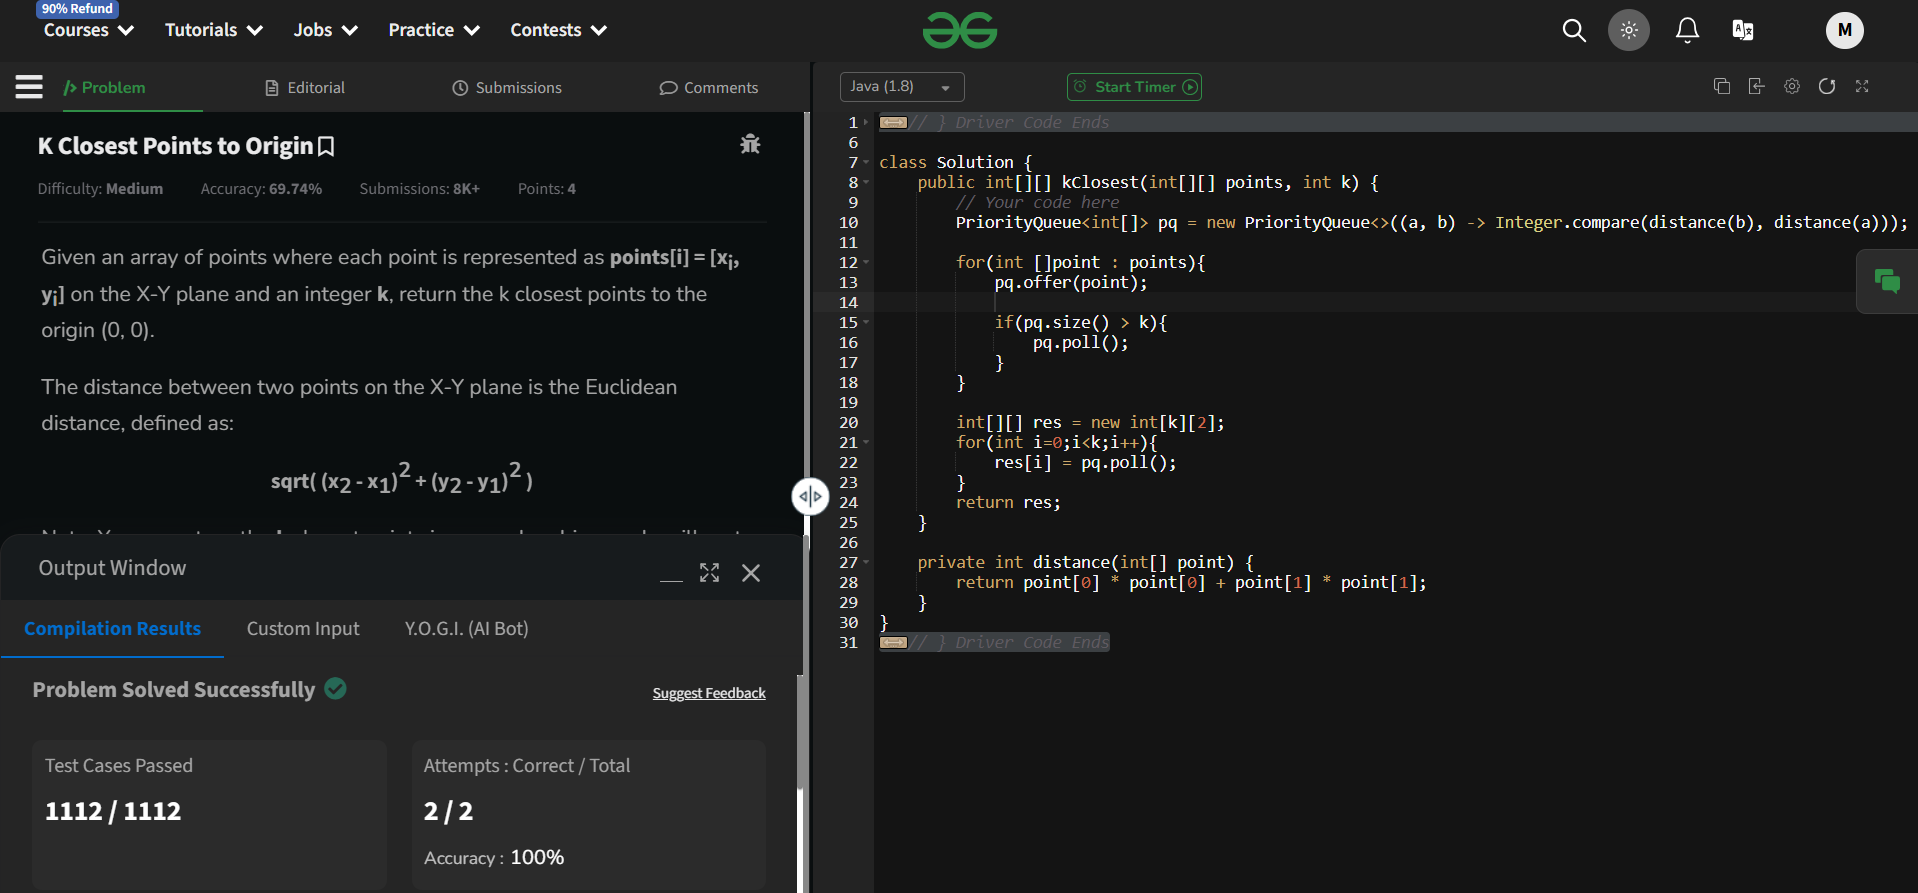 90% Refund
Courses Tutorials Jobs Practice Contests
M
Problem Editorial Submissions Comments
K Closest Points to Origin
Difficulty: Medium Accuracy: 69.74% Submissions: 8K+ Points: 4
Given an array of points where each point is represented as points[i] = [xi,
yi] on the X-Y plane and an integer k, return the k closest points to the
origin (0, 0).
The distance between two points on the X-Y plane is the Euclidean
distance, defined as:
sqrt( (x2 - x1)2 + (y2 - y1)2 )
Output Window
Compilation Results Custom Input Y.O.G.I. (AI Bot)
Problem Solved Successfully
Suggest Feedback
Test Cases Passed
1112 / 1112
Attempts : Correct / Total
2 / 2
Accuracy : 100%
Java (1.8) Start Timer
1 // } Driver Code Ends
6
7 class Solution {
8 public int[][] kClosest(int[][] points, int k) {
9 // Your code here
10 PriorityQueue<int[]> pq = new PriorityQueue<>((a, b) -> Integer.compare(distance(b), distance(a)));
11
12 for(int []point : points){
13 pq.offer(point);
14
15 if(pq.size() > k){
16 pq.poll();
17 }
18 }
19
20 int[][] res = new int[k][2];
21 for(int i=0;i<k;i++){
22 res[i] = pq.poll();
23 }
24 return res;
25 }
26
27 private int distance(int[] point) {
28 return point[0] * point[0] + point[1] * point[1];
29 }
30 }
31 // } Driver Code Ends